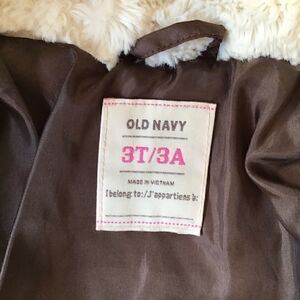 OLD NAVY
3T/3A
MADE IN VIETNAM
I belong to:/J'appartiens à: